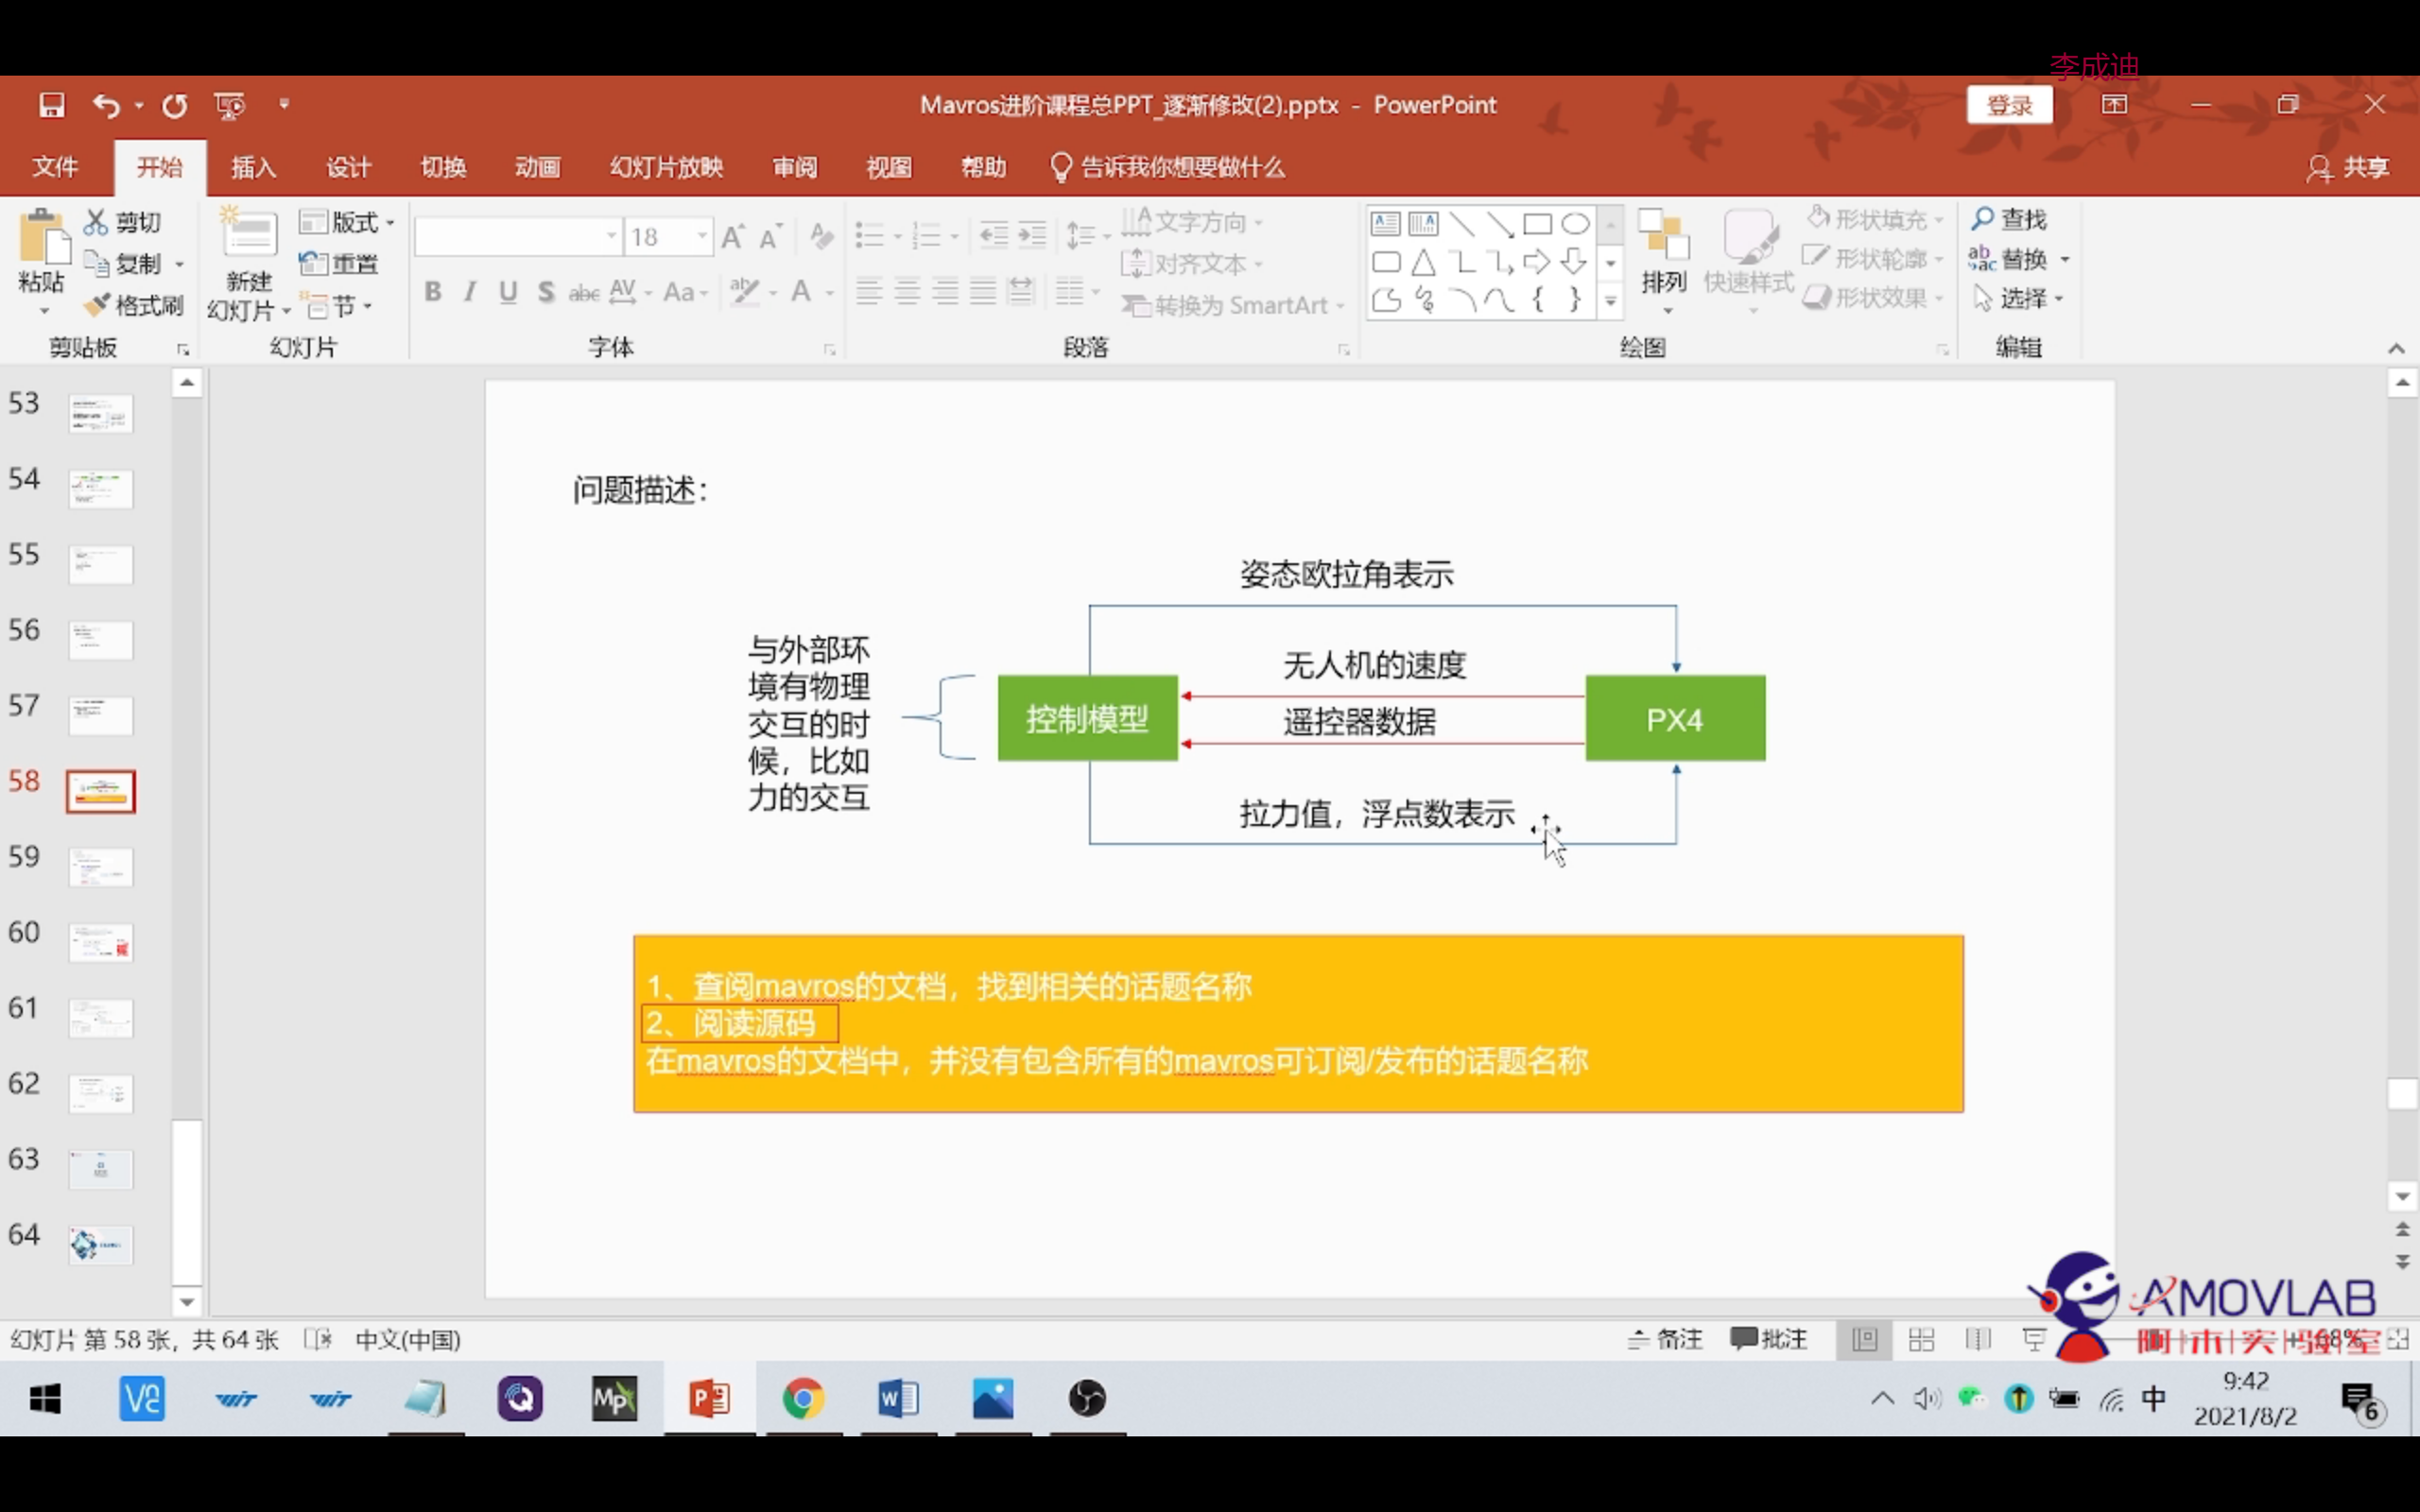 李成迪
Mavros进阶课程总PPT_逐渐修改(2).pptx - PowerPoint
登录
文件 开始 插入 设计 切换 动画 幻灯片放映 审阅 视图 帮助 告诉我你想要做什么 共享
粘贴 剪切 复制 格式刷
剪贴板
新建幻灯片 版式 重置 节
幻灯片
18
B I U S abc AV Aa A
字体
文字方向
对齐文本
转换为 SmartArt
段落
排列 快速样式 形状填充 形状轮廓 形状效果
绘图
查找
替换
选择
编辑
53
54
55
56
57
58
59
60
61
62
63
64
问题描述：
姿态欧拉角表示
与外部环
境有物理
交互的时
候，比如
力的交互
控制模型
无人机的速度
遥控器数据
PX4
拉力值，浮点数表示
1、查阅mavros的文档，找到相关的话题名称
2、阅读源码
在mavros的文档中，并没有包含所有的mavros可订阅/发布的话题名称
AMOVLAB
阿木实验室
幻灯片 第 58 张，共 64 张 中文(中国) 备注 批注 68%
中
9:42
2021/8/2
6